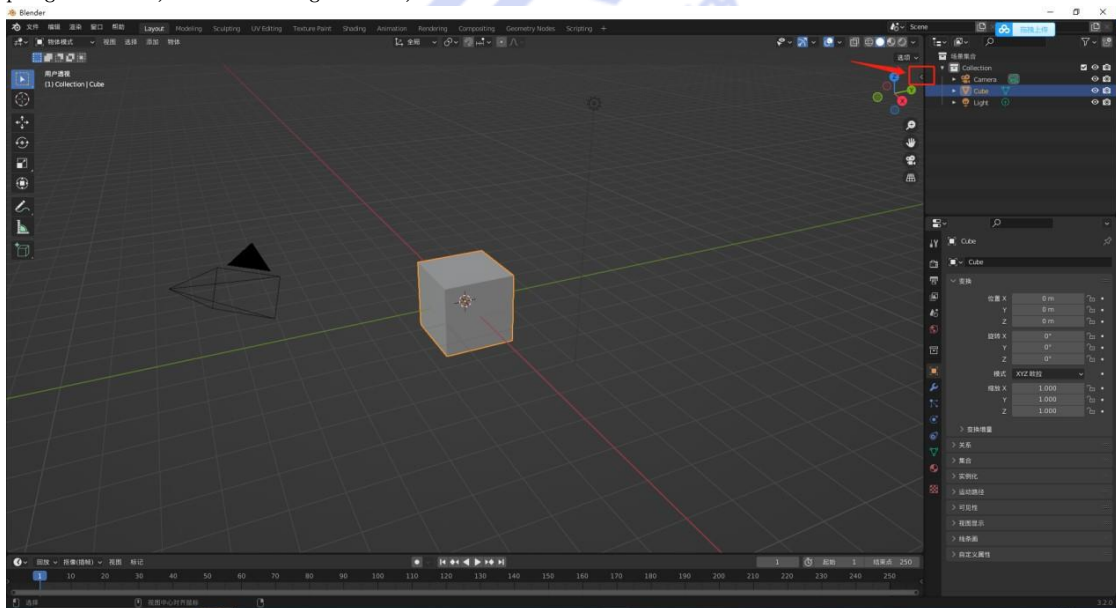 Blender
文件 编辑 渲染 窗口 帮助 Layout Modeling Sculpting UV Editing Texture Paint Shading Animation Rendering Compositing Geometry Nodes Scripting + Scene
物体模式 视图 选择 添加 物体 全局
选项
用户透视
(1) Collection | Cube
Z
Y
X
场景集合
Collection
Camera
Cube
Light
Cube
Cube
变换
位置 X 0 m
Y 0 m
Z 0 m
旋转 X 0°
Y 0°
Z 0°
模式 XYZ 欧拉
缩放 X 1.000
Y 1.000
Z 1.000
变换增量
关系
集合
实例化
运动路径
可见性
视图显示
线条画
自定义属性
回放 抠像(插帧) 视图 标记 1 起始 1 结束点 250
1 10 20 30 40 50 60 70 80 90 100 110 120 130 140 150 160 170 180 190 200 210 220 230 240 250
选择 视图中心对齐鼠标 3.2.0